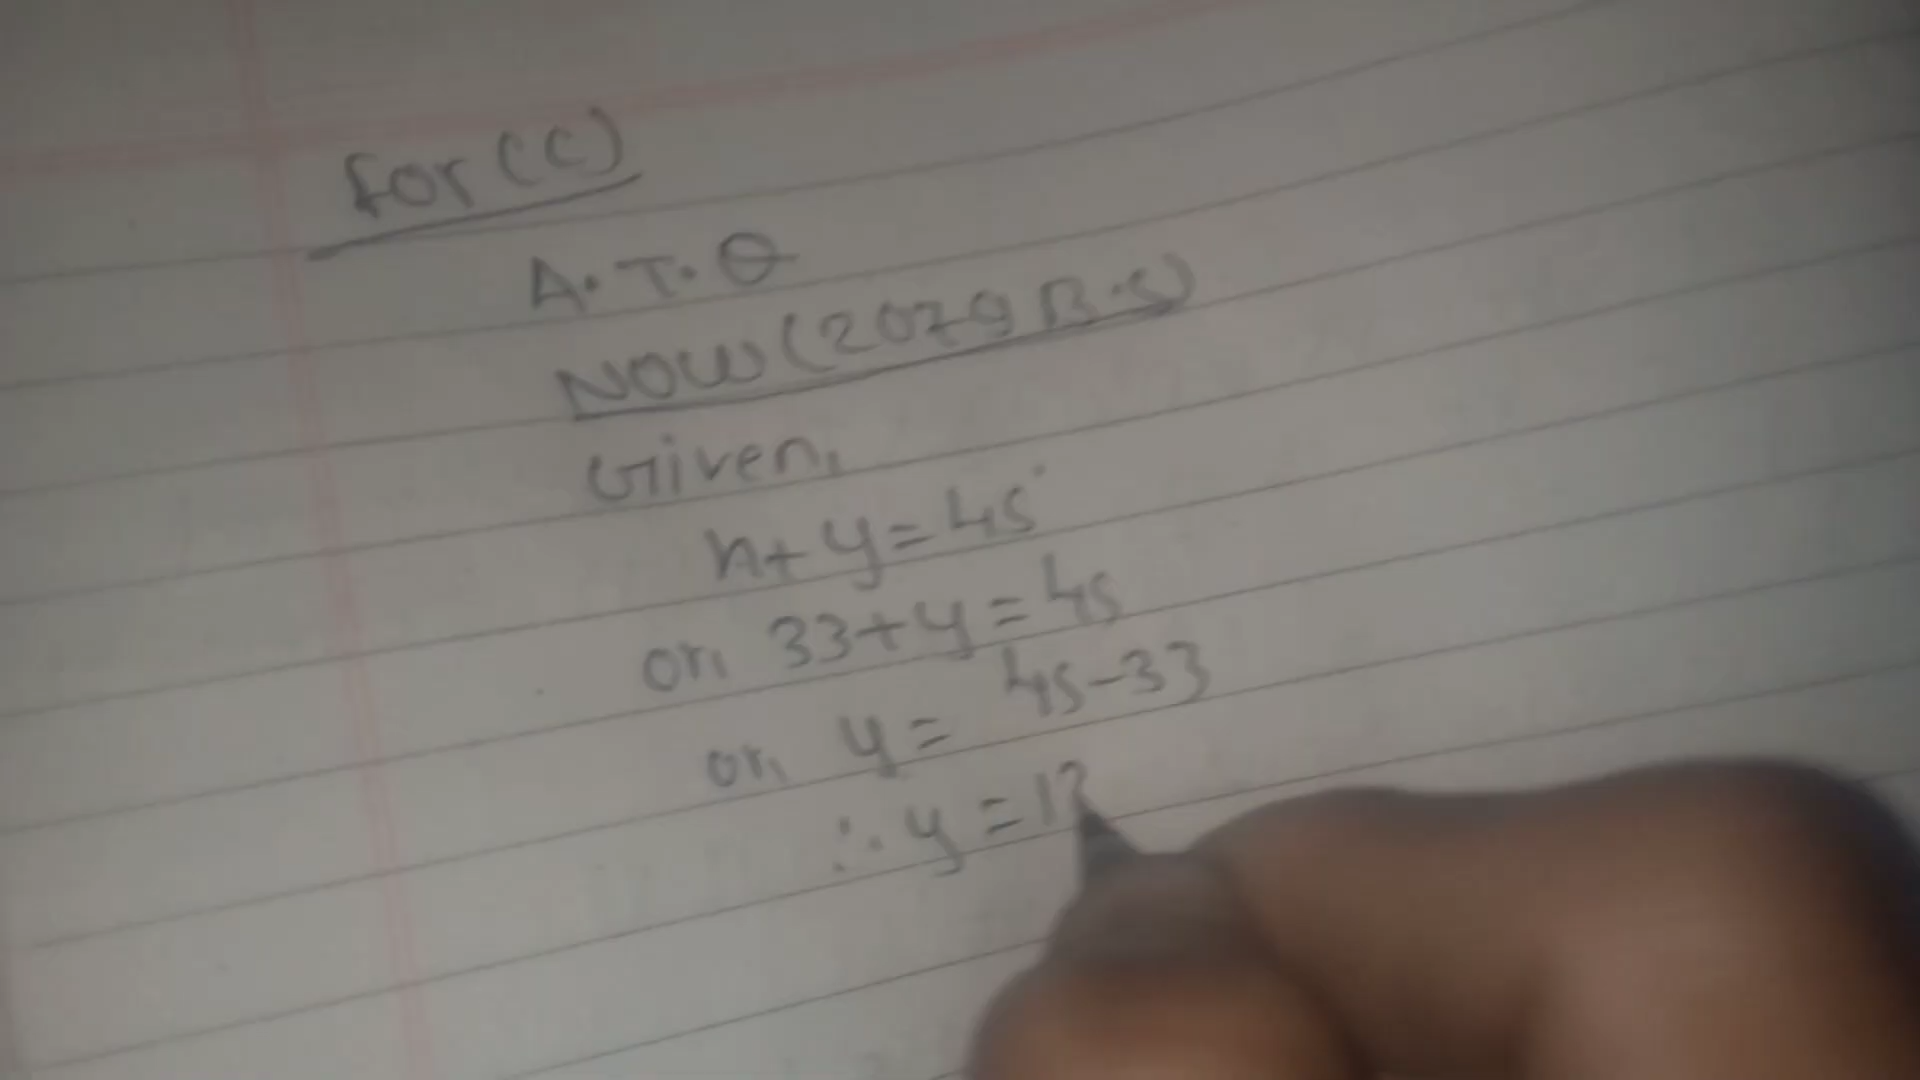 For (C)
A.T.Q
NOW (2079 B.S)
Given,
x + y = 45
or, 33 + y = 45
or, y = 45 - 33
∴ y = 12